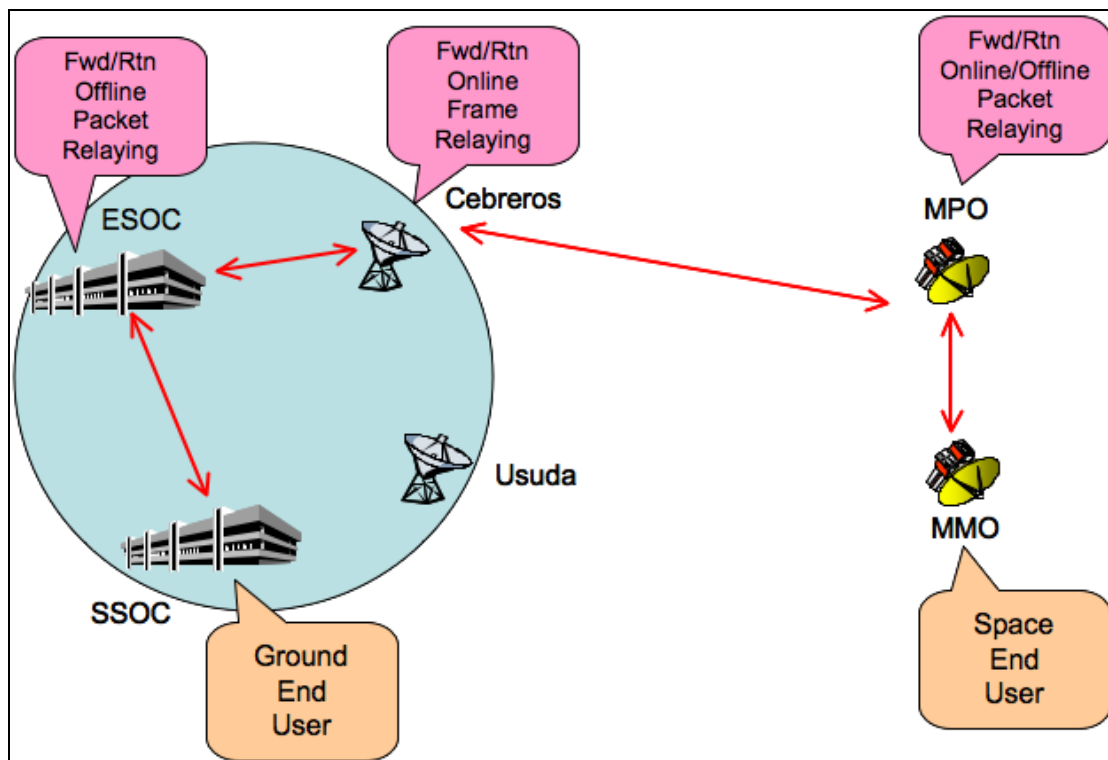 Fwd/Rtn
Offline
Packet
Relaying
Fwd/Rtn
Online
Frame
Relaying
Fwd/Rtn
Online/Offline
Packet
Relaying
ESOC
Cebreros
MPO
Usuda
MMO
SSOC
Ground
End
User
Space
End
User